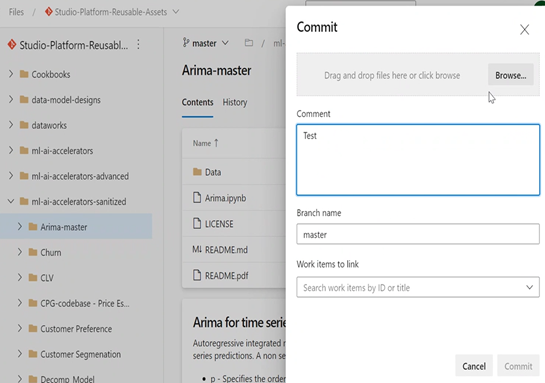 Files / Studio-Platform-Reusable-Assets
Studio-Platform-Reusab...
Cookbooks
data-model-designs
dataworks
ml-ai-accelerators
ml-ai-accelerators-advanced
ml-ai-accelerators-sanitized
Arima-master
Churn
CLV
CPG-codebase - Price Es...
Customer Preference
Customer Segmenation
Decomp_Model
master / ml-
Arima-master
Contents History
Name ↑
Data
Arima.ipynb
LICENSE
README.md
README.pdf
Arima for time serie
Autoregressive integrated m
series predictions. A non se
• p - Specifies the order
Commit
Drag and drop files here or click browse Browse...
Comment
Test
Branch name
master
Work items to link
Search work items by ID or title
Cancel Commit